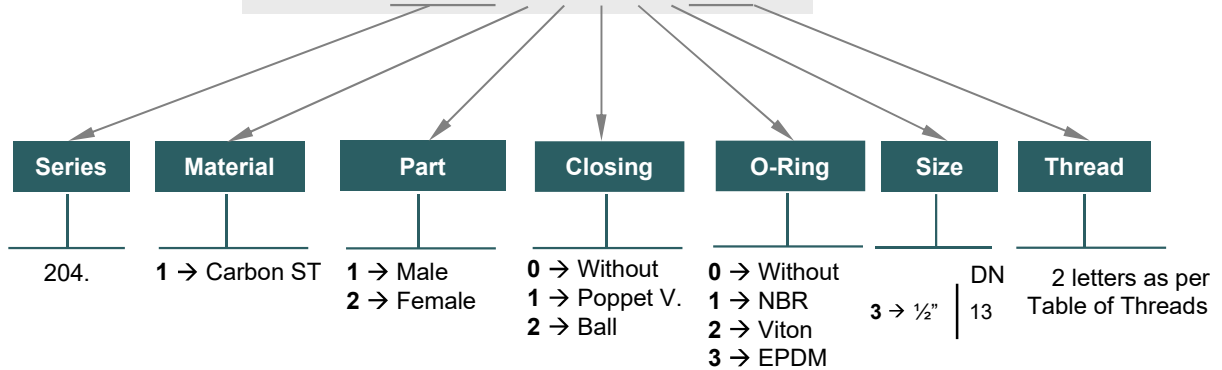 Series
Material
Part
Closing
O-Ring
Size
Thread
204.
1 → Carbon ST
1 → Male
2 → Female
0 → Without
1 → Poppet V.
2 → Ball
0 → Without
1 → NBR
2 → Viton
3 → EPDM
DN
3 → ½” 13
2 letters as per
Table of Threads